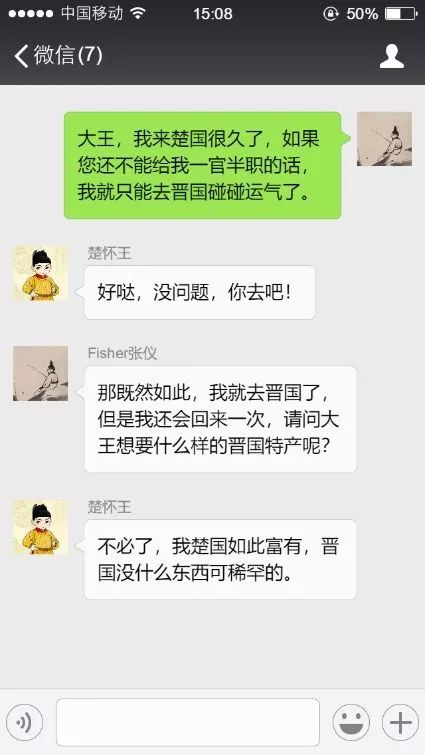 中国移动
15:08
50%
微信(7)
大王，我来楚国很久了，如果
您还不能给我一官半职的话，
我就只能去晋国碰碰运气了。
楚怀王
好哒，没问题，你去吧！
Fisher张仪
那既然如此，我就去晋国了，
但是我还会回来一次，请问大
王想要什么样的晋国特产呢？
楚怀王
不必了，我楚国如此富有，晋
国没什么东西可稀罕的。